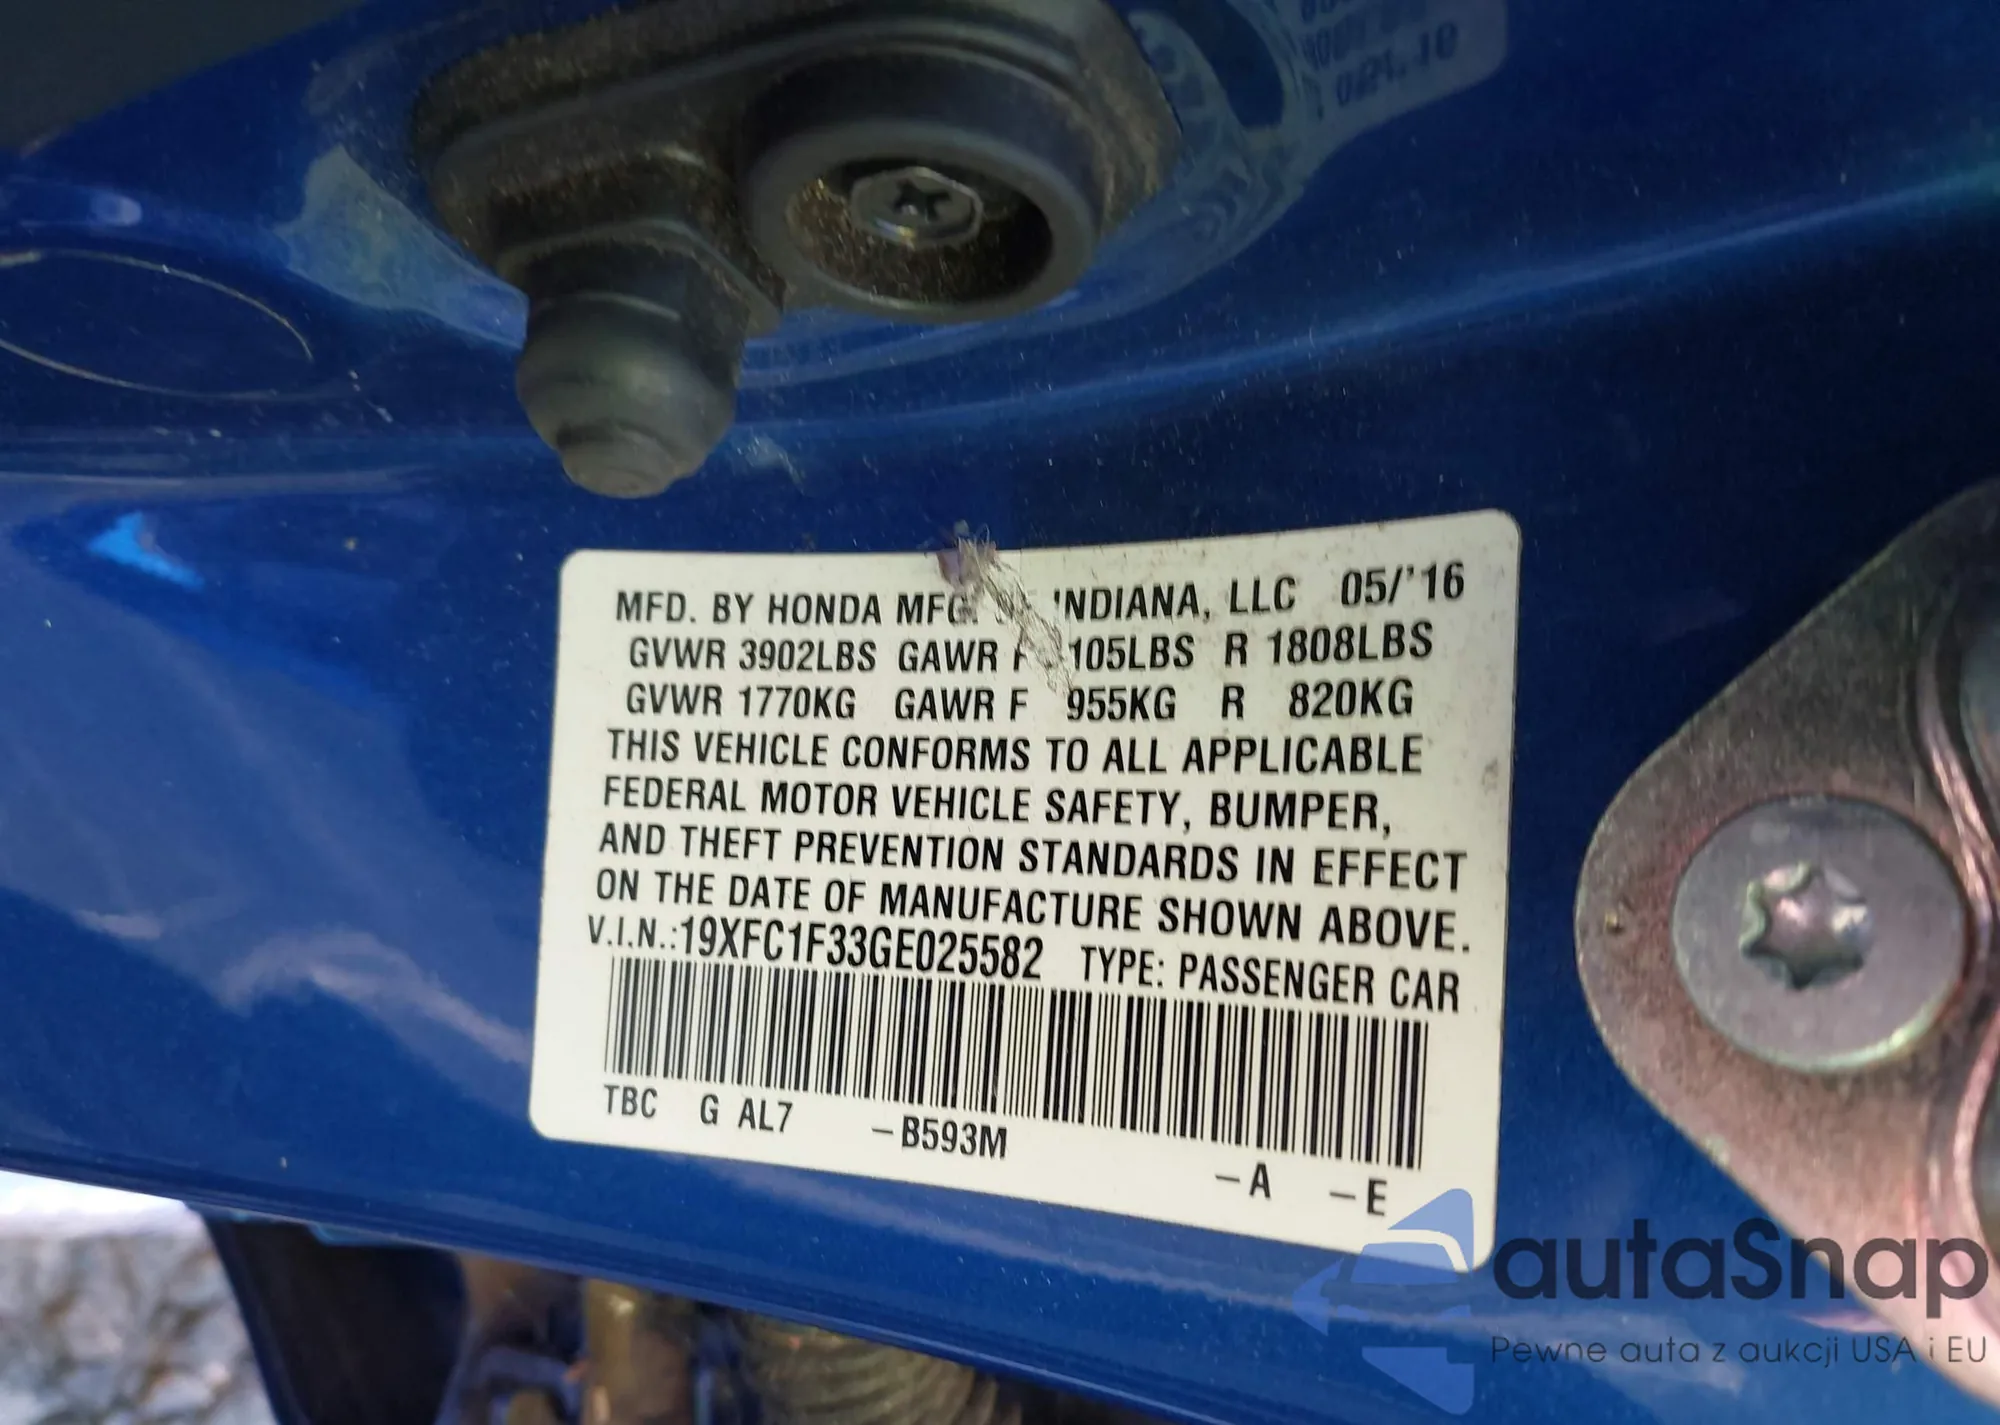 MFD. BY HONDA MFG. INDIANA, LLC 05/'16
GVWR 3902LBS GAWR F 105LBS R 1808LBS
GVWR 1770KG GAWR F 955KG R 820KG
THIS VEHICLE CONFORMS TO ALL APPLICABLE
FEDERAL MOTOR VEHICLE SAFETY, BUMPER,
AND THEFT PREVENTION STANDARDS IN EFFECT
ON THE DATE OF MANUFACTURE SHOWN ABOVE.
V.I.N.:19XFC1F33GE025582 TYPE: PASSENGER CAR
TBC G AL7 -B593M -A -E
autaSnap
Pewne auta z aukcji USA i EU